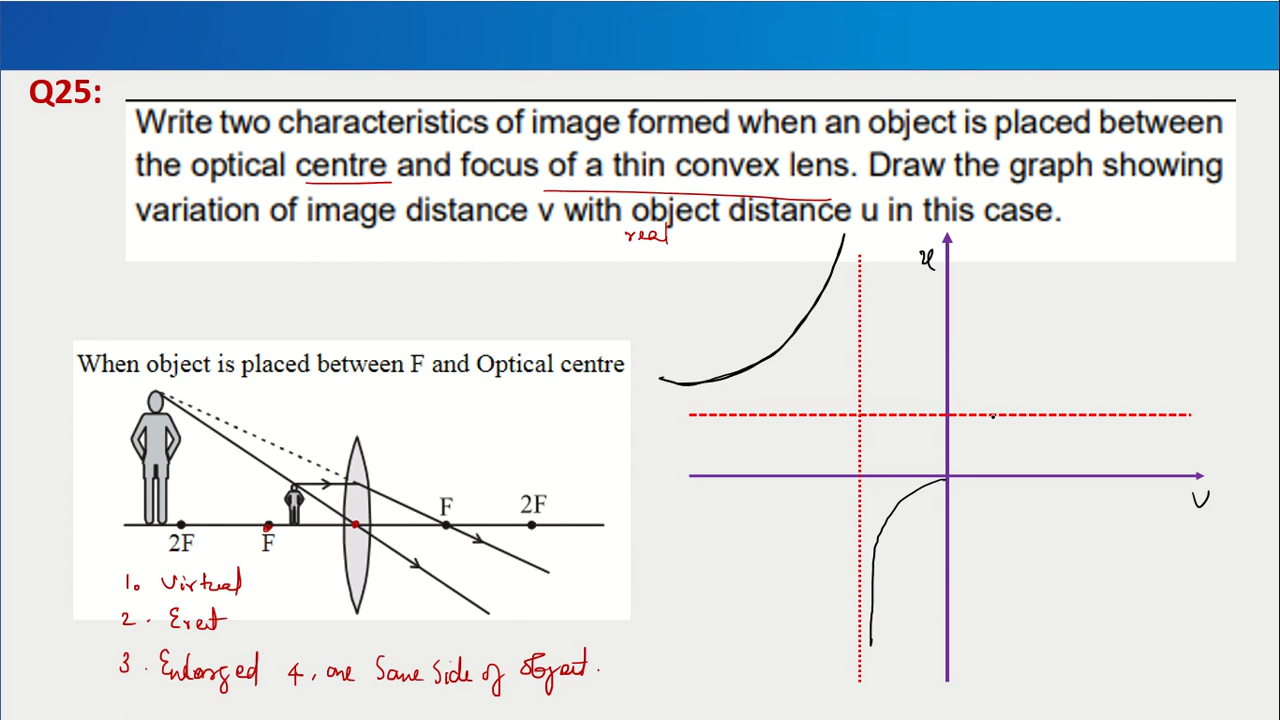 Q25:
Write two characteristics of image formed when an object is placed between
the optical centre and focus of a thin convex lens. Draw the graph showing
variation of image distance v with object distance u in this case.
real
u
V
When object is placed between F and Optical centre
F
2F
2F
F
1. Virtual
2. Eret
3. Enlarged 4, one Same side of object.